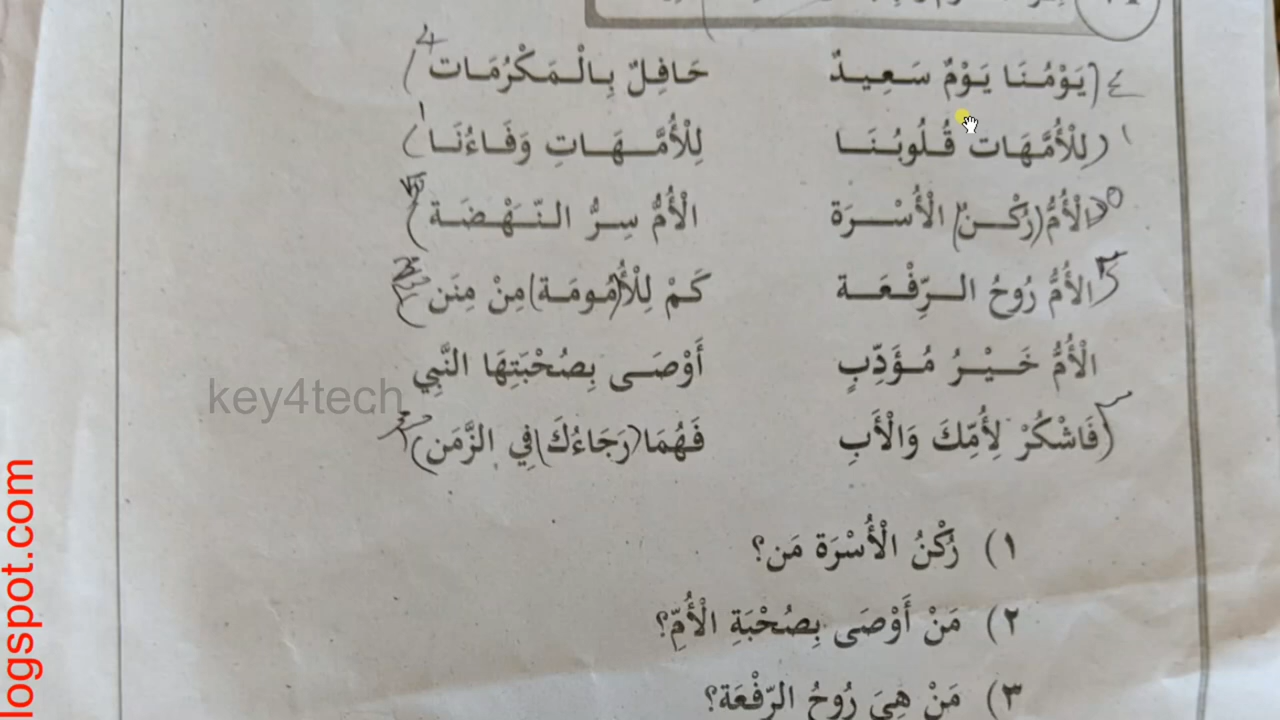 يَوْمُنَا يَوْمٌ سَعِيدٌ حَافِلٌ بِالْمَكْرُمَات
لِلْأُمَّهَات قُلُوبُنَا لِلْأُمَّهَاتِ وَفَاءُنَا
الْأُمُّ (رُكْنٌ) الْأُسْرَة الْأُمُّ سِرُّ النَّهْضَة
الأُمُّ رُوحُ الرِّفْعَة كَمْ لِلْأُ(مُومَة) مِنْ مِنَن
الْأُمُّ خَيْرُ مُؤَدِّبٍ أَوْصَى بِصُحْبَتِهَا النَّبِي
key4tech
(فَاشْكُرْ لِأُمِّكَ وَالْأَبِ فَهُمَا (رَجَاءُكَ) فِي الزَّمَن)
١) رُكْنُ الْأُسْرَة مَن؟
٢) مَنْ أَوْصَى بِصُحْبَةِ الْأُمِّ؟
٣) مَنْ هِيَ رُوحُ الرِّفْعَة؟
logspot.com